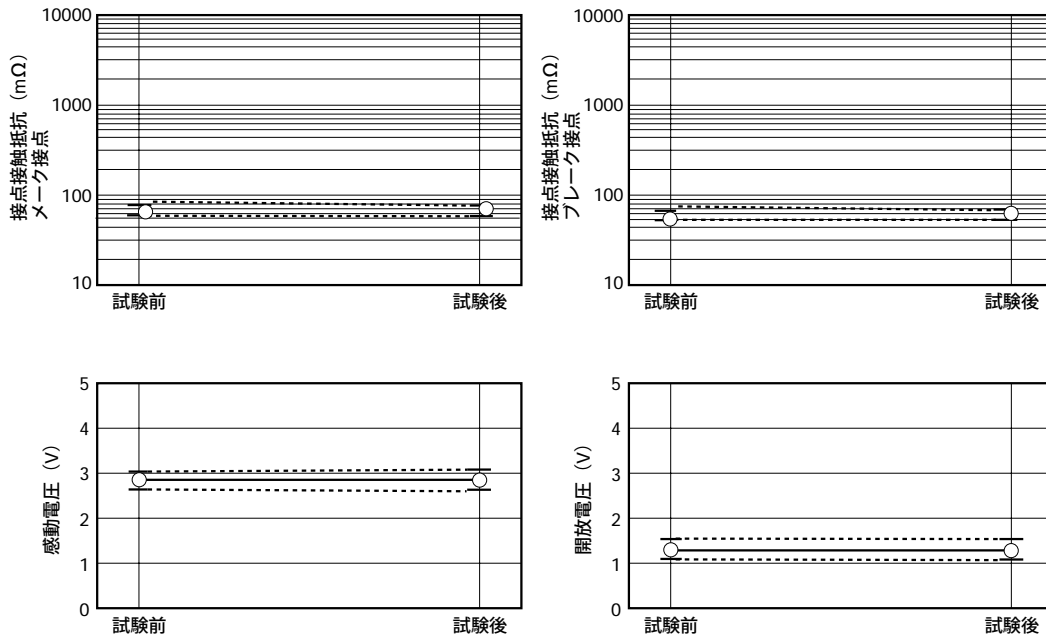 接点接触抵抗（mΩ）
メーク接点
10000
1000
100
10
試験前
試験後
接点接触抵抗（mΩ）
ブレーク接点
10000
1000
100
10
試験前
試験後
感動電圧（V）
5
4
3
2
1
0
試験前
試験後
開放電圧（V）
5
4
3
2
1
0
試験前
試験後